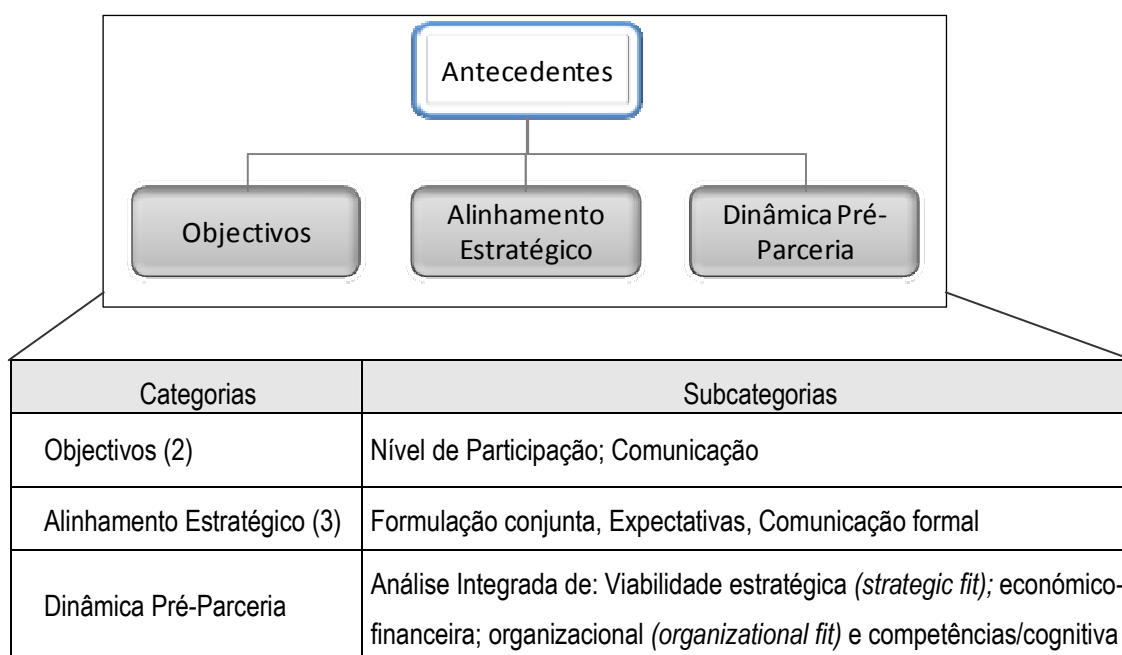 Antecedentes
Objectivos
Alinhamento
Estratégico
Dinâmica Pré-
Parceria
Categorias
Subcategorias
Objectivos (2)
Nível de Participação; Comunicação
Alinhamento Estratégico (3)
Formulação conjunta, Expectativas, Comunicação formal
Dinâmica Pré-Parceria
Análise Integrada de: Viabilidade estratégica (strategic fit); económico-
financeira; organizacional (organizational fit) e competências/cognitiva